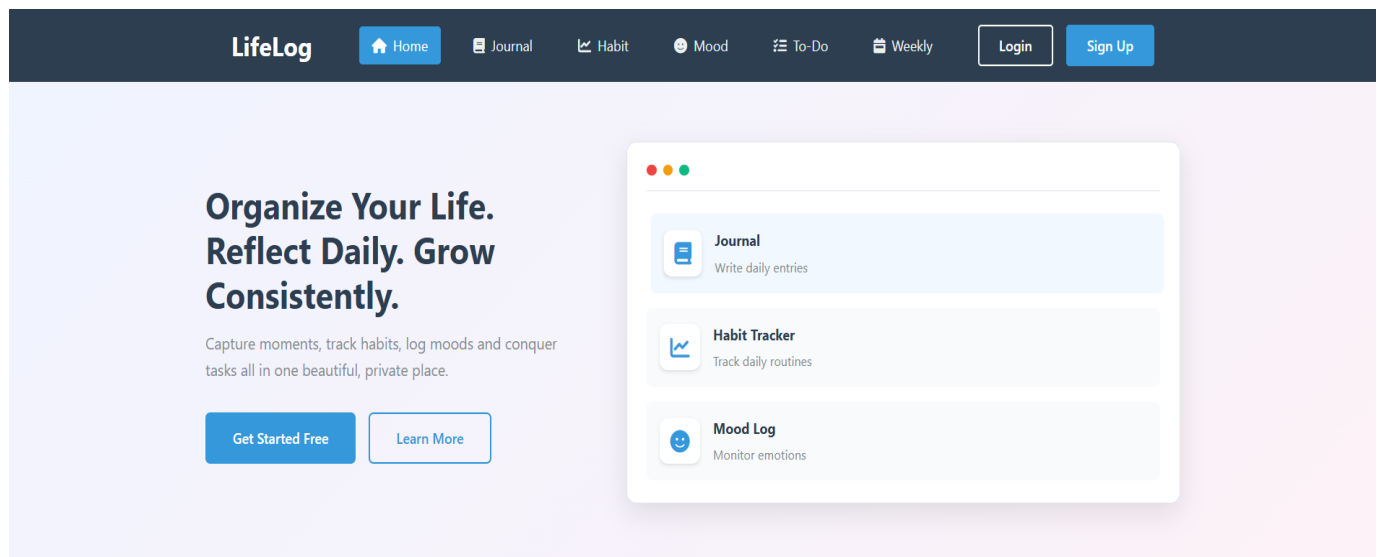 LifeLog
Home
Journal
Habit
Mood
To-Do
Weekly
Login
Sign Up
Organize Your Life.
Reflect Daily. Grow
Consistently.
Capture moments, track habits, log moods and conquer
tasks all in one beautiful, private place.
Get Started Free
Learn More
Journal
Write daily entries
Habit Tracker
Track daily routines
Mood Log
Monitor emotions